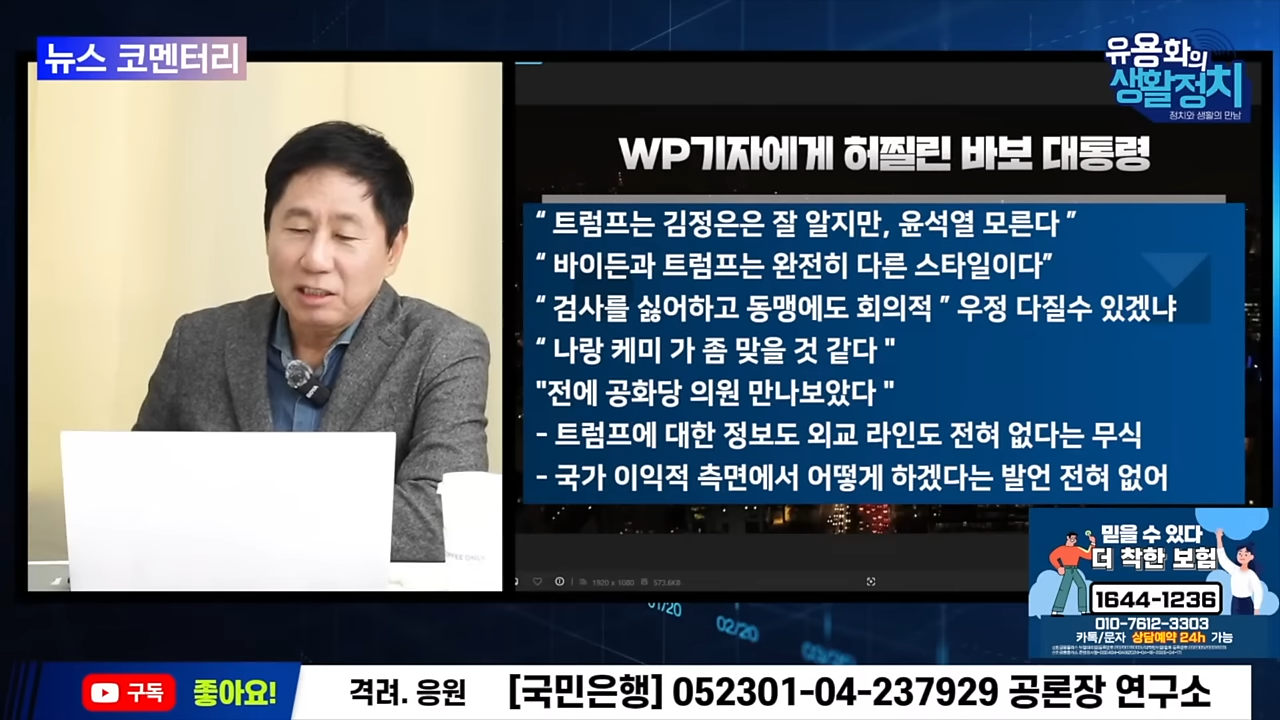 뉴스 코멘터리
유용화의
생활정치
정치와 생활의 만남
WP기자에게 허찔린 바보 대통령
“ 트럼프는 김정은은 잘 알지만, 윤석열 모른다 ”
“ 바이든과 트럼프는 완전히 다른 스타일이다”
“ 검사를 싫어하고 동맹에도 회의적 ” 우정 다질수 있겠냐
“ 나랑 케미 가 좀 맞을 것 같다 "
"전에 공화당 의원 만나보았다 "
- 트럼프에 대한 정보도 외교 라인도 전혀 없다는 무식
- 국가 이익적 측면에서 어떻게 하겠다는 발언 전혀 없어
1920 x 1080 573.6KB
01/20
02/20
믿을 수 있다
더 착한 보험
1644-1236
010-7612-3303
카톡/문자 상담예약 24h 가능
구독 좋아요!
격려. 응원 [국민은행] 052301-04-237929 공론장 연구소